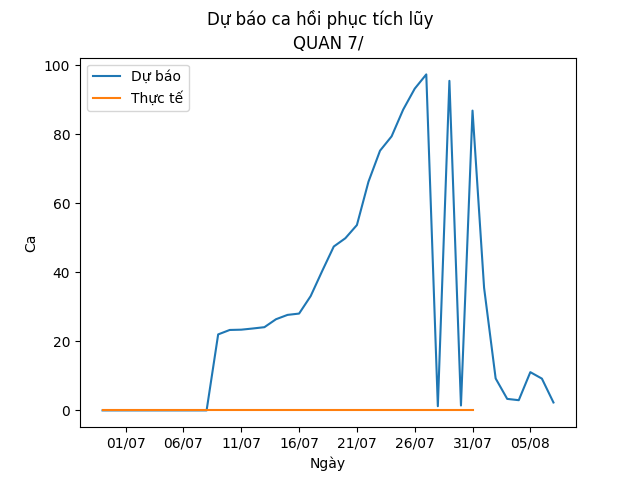 Dự báo ca hồi phục tích lũy
QUAN 7/
Dự báo
Thực tế
100
80
60
40
20
0
Ca
01/07
06/07
11/07
16/07
21/07
26/07
31/07
05/08
Ngày